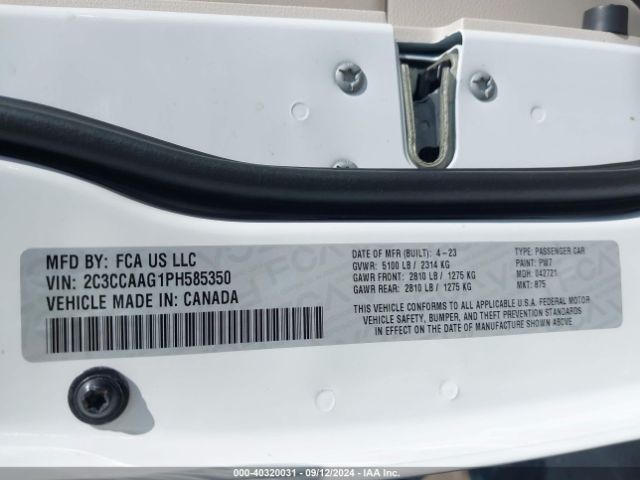 MFD BY: FCA US LLC
VIN: 2C3CCAAG1PH585350
VEHICLE MADE IN: CANADA
DATE OF MFR (BUILT): 4-23
GVWR: 5100 LB / 2314 KG
GAWR FRONT: 2810 LB / 1275 KG
GAWR REAR: 2810 LB / 1275 KG
TYPE: PASSENGER CAR
PAINT: PW7
MDH: 042721
MKT: 875
THIS VEHICLE CONFORMS TO ALL APPLICABLE U.S.A. FEDERAL MOTOR
VEHICLE SAFETY, BUMPER, AND THEFT PREVENTION STANDARDS
IN EFFECT ON THE DATE OF MANUFACTURE SHOWN ABOVE
000-40320031 - 09/12/2024 - IAA Inc.